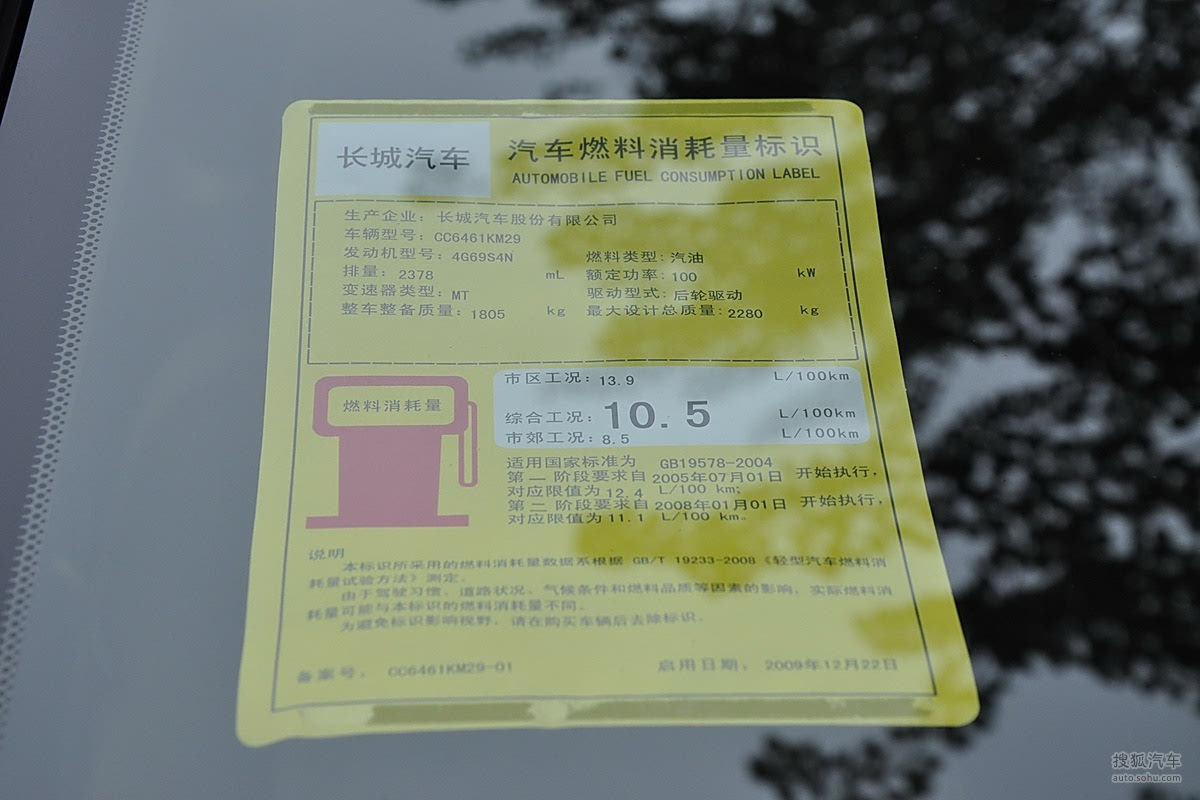 长城汽车
汽车燃料消耗量标识
AUTOMOBILE FUEL CONSUMPTION LABEL
生产企业：长城汽车股份有限公司
车辆型号：CC6461KM29
发动机型号：4G69S4N 燃料类型：汽油
排量：2378 mL 额定功率：100 kW
变速器类型：MT 驱动型式：后轮驱动
整车整备质量：1805 kg 最大设计总质量：2280 kg
燃料消耗量
市区工况：13.9 L/100km
综合工况：10.5 L/100km
市郊工况：8.5 L/100km
适用国家标准为 GB19578-2004
第一阶段要求自2005年07月01日 开始执行，
对应限值为12.4 L/100 km;
第二阶段要求自2008年01月01日 开始执行，
对应限值为11.1 L/100 km。
说明
本标识所采用的燃料消耗量数据系根据 GB/T 19233-2008《轻型汽车燃料消
耗量试验方法》测定。
由于驾驶习惯、道路状况、气候条件和燃料品质等因素的影响，实际燃料消
耗量可能与本标识的燃料消耗量不同。
为避免标识影响视野，请在购买车辆后去除标识。
备案号： CC6461KM29-01 启用日期： 2009年12月22日
搜狐汽车
auto.sohu.com